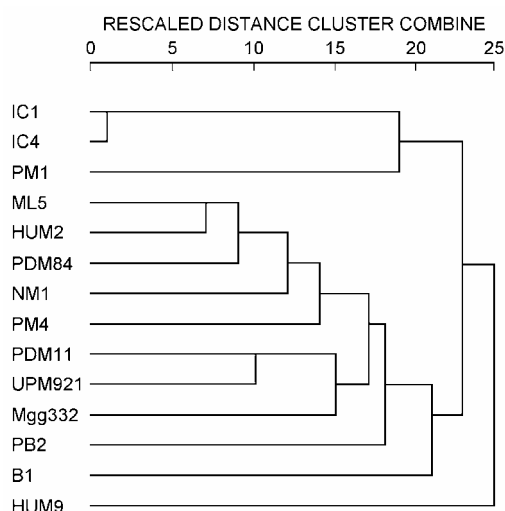 RESCALED DISTANCE CLUSTER COMBINE
0 5 10 15 20 25
IC1
IC4
PM1
ML5
HUM2
PDM84
NM1
PM4
PDM11
UPM921
Mgg332
PB2
B1
HUM9